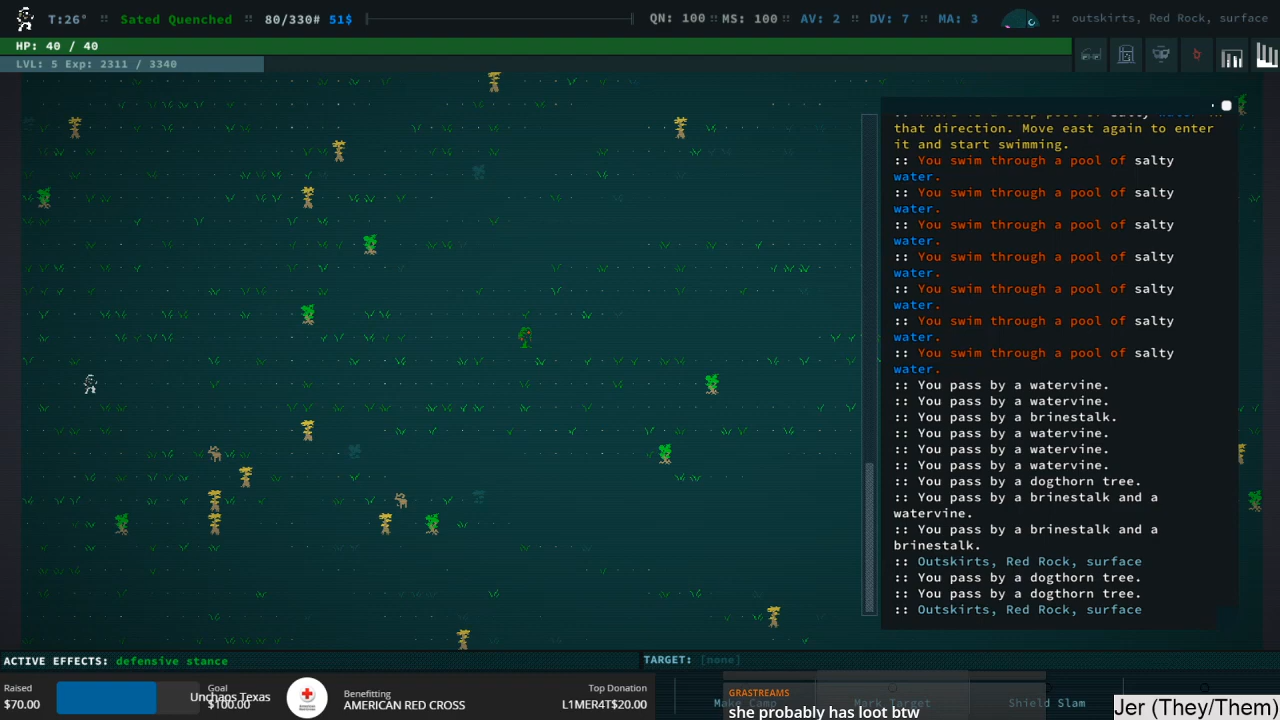 T:26° :: Sated Quenched :: 80/330# 51$ QN: 100 :: MS: 100 :: AV: 2 :: DV: 7 :: MA: 3 :: outskirts, Red Rock, surface
HP: 40 / 40
LVL: 5 Exp: 2311 / 3340
that direction. Move east again to enter
it and start swimming.
:: You swim through a pool of salty
water.
:: You swim through a pool of salty
water.
:: You swim through a pool of salty
water.
:: You swim through a pool of salty
water.
:: You swim through a pool of salty
water.
:: You swim through a pool of salty
water.
:: You swim through a pool of salty
water.
:: You pass by a watervine.
:: You pass by a watervine.
:: You pass by a brinestalk.
:: You pass by a watervine.
:: You pass by a watervine.
:: You pass by a watervine.
:: You pass by a dogthorn tree.
:: You pass by a brinestalk and a
watervine.
:: You pass by a brinestalk and a
brinestalk.
:: Outskirts, Red Rock, surface
:: You pass by a dogthorn tree.
:: You pass by a dogthorn tree.
:: Outskirts, Red Rock, surface
ACTIVE EFFECTS: defensive stance
TARGET: [none]
Raised
$70.00
Goal
$100.00
Unchaos Texas
Benefitting
AMERICAN RED CROSS
Top Donation
L1MER4T$20.00
Make Camp
Mark Target
Shield Slam
GRASTREAMS
she probably has loot btw
Jer (They/Them)